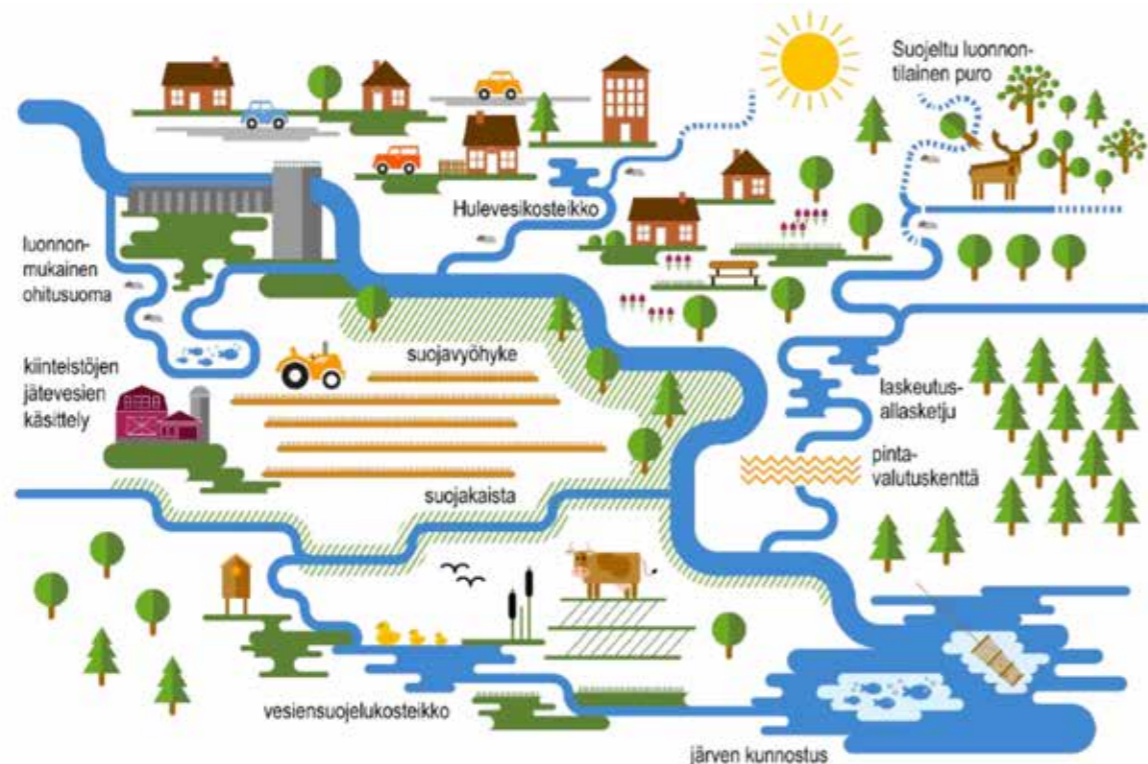 Suojeltu luonnon-
tilainen puro
Hulevesikosteikko
luonnon-
mukainen
ohitusuoma
suojavyöhyke
kiinteistöjen
jätevesien
käsittely
laskeutus-
allasketju
pinta-
valutuskenttä
suojakaista
vesiensuojelukosteikko
järven kunnostus